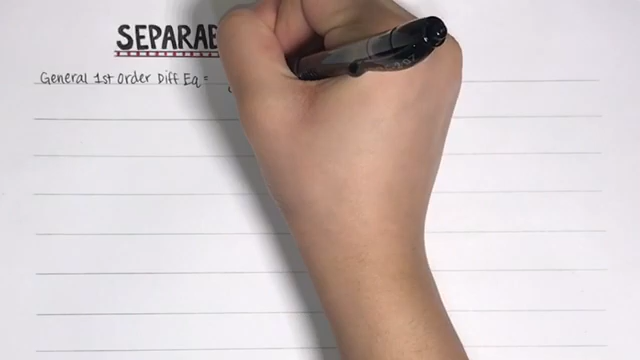 SEPARAB
General 1st Order Diff Eq =